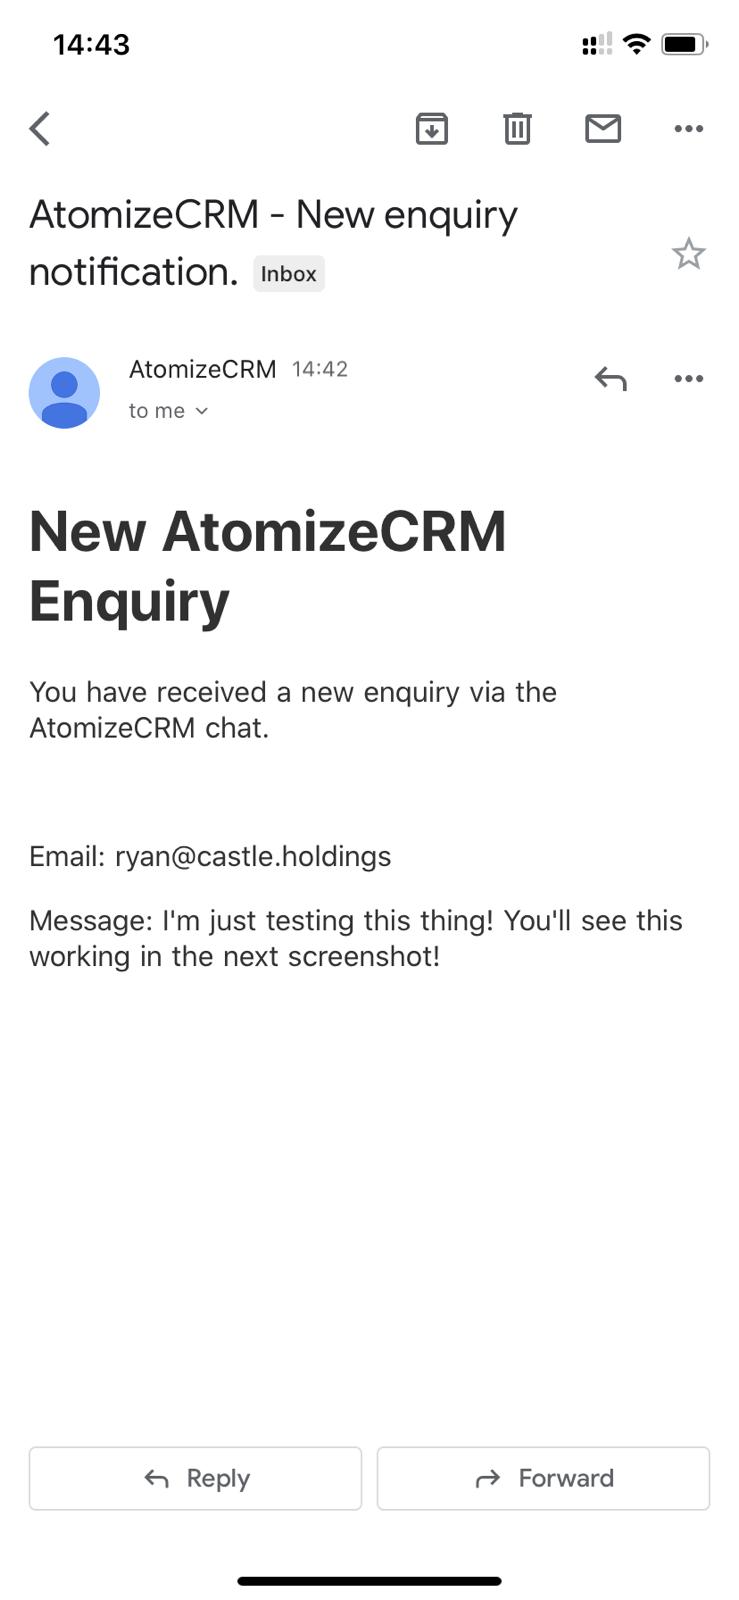 14:43
AtomizeCRM - New enquiry
notification. Inbox
AtomizeCRM 14:42
to me
New AtomizeCRM
Enquiry
You have received a new enquiry via the
AtomizeCRM chat.
Email: ryan@castle.holdings
Message: I'm just testing this thing! You'll see this
working in the next screenshot!
Reply
Forward